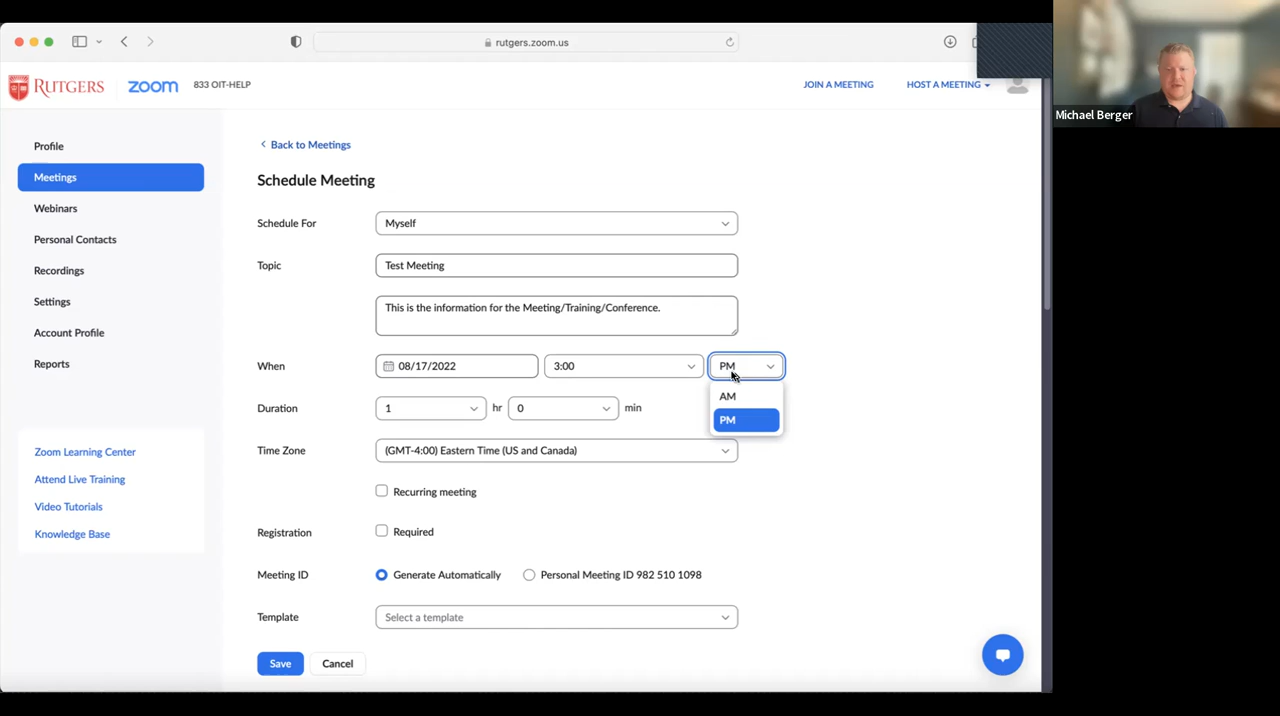 rutgers.zoom.us
RUTGERS zoom 833 OIT-HELP JOIN A MEETING HOST A MEETING
Michael Berger
Profile
Meetings
Webinars
Personal Contacts
Recordings
Settings
Account Profile
Reports
Zoom Learning Center
Attend Live Training
Video Tutorials
Knowledge Base
Back to Meetings
Schedule Meeting
Schedule For Myself
Topic Test Meeting
This is the information for the Meeting/Training/Conference.
When 08/17/2022 3:00 PM
AM
PM
Duration 1 hr 0 min
Time Zone (GMT-4:00) Eastern Time (US and Canada)
Recurring meeting
Registration Required
Meeting ID Generate Automatically Personal Meeting ID 982 510 1098
Template Select a template
Save Cancel